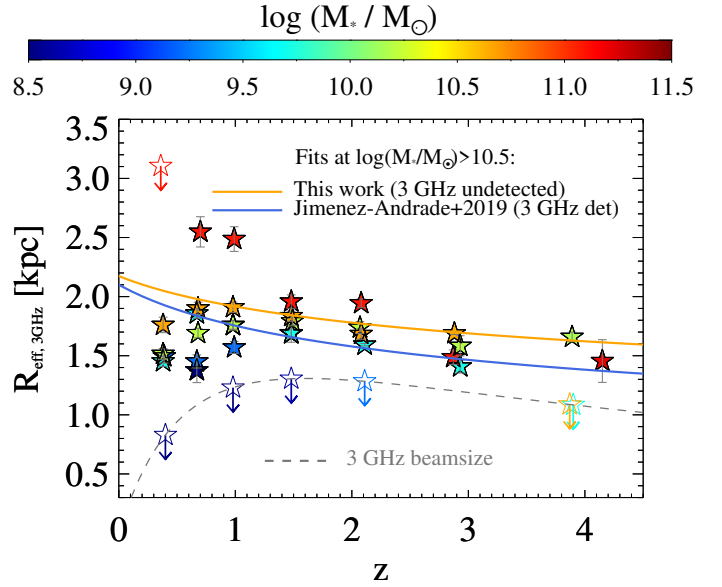 log (M* / M⊙)
8.5 9.0 9.5 10.0 10.5 11.0 11.5
Fits at log(M*/M⊙)>10.5:
This work (3 GHz undetected)
Jimenez-Andrade+2019 (3 GHz det)
3.5
3.0
2.5
2.0
1.5
1.0
0.5
R_eff, 3GHz [kpc]
3 GHz beamsize
0 1 2 3 4
z